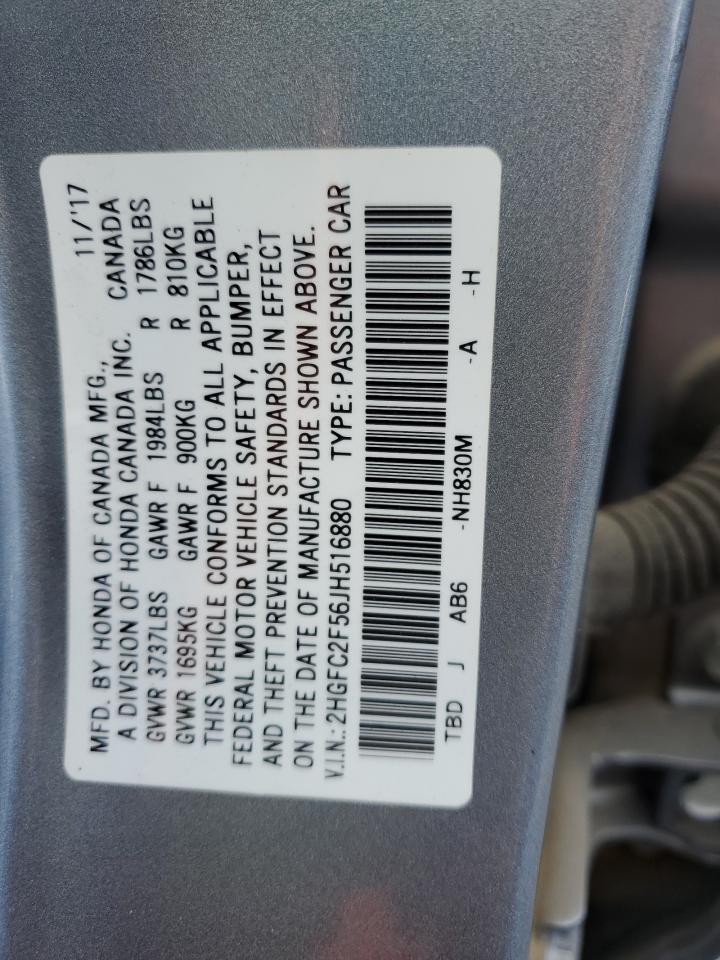 MFD. BY HONDA OF CANADA MFG., 11/'17
A DIVISION OF HONDA CANADA INC. CANADA
GVWR 3737LBS GAWR F 1984LBS R 1786LBS
GVWR 1695KG GAWR F 900KG R 810KG
THIS VEHICLE CONFORMS TO ALL APPLICABLE
FEDERAL MOTOR VEHICLE SAFETY, BUMPER,
AND THEFT PREVENTION STANDARDS IN EFFECT
ON THE DATE OF MANUFACTURE SHOWN ABOVE.
V.I.N.: 2HGFC2F56JH516880 TYPE: PASSENGER CAR
TBD J AB6 -NH830M -A -H